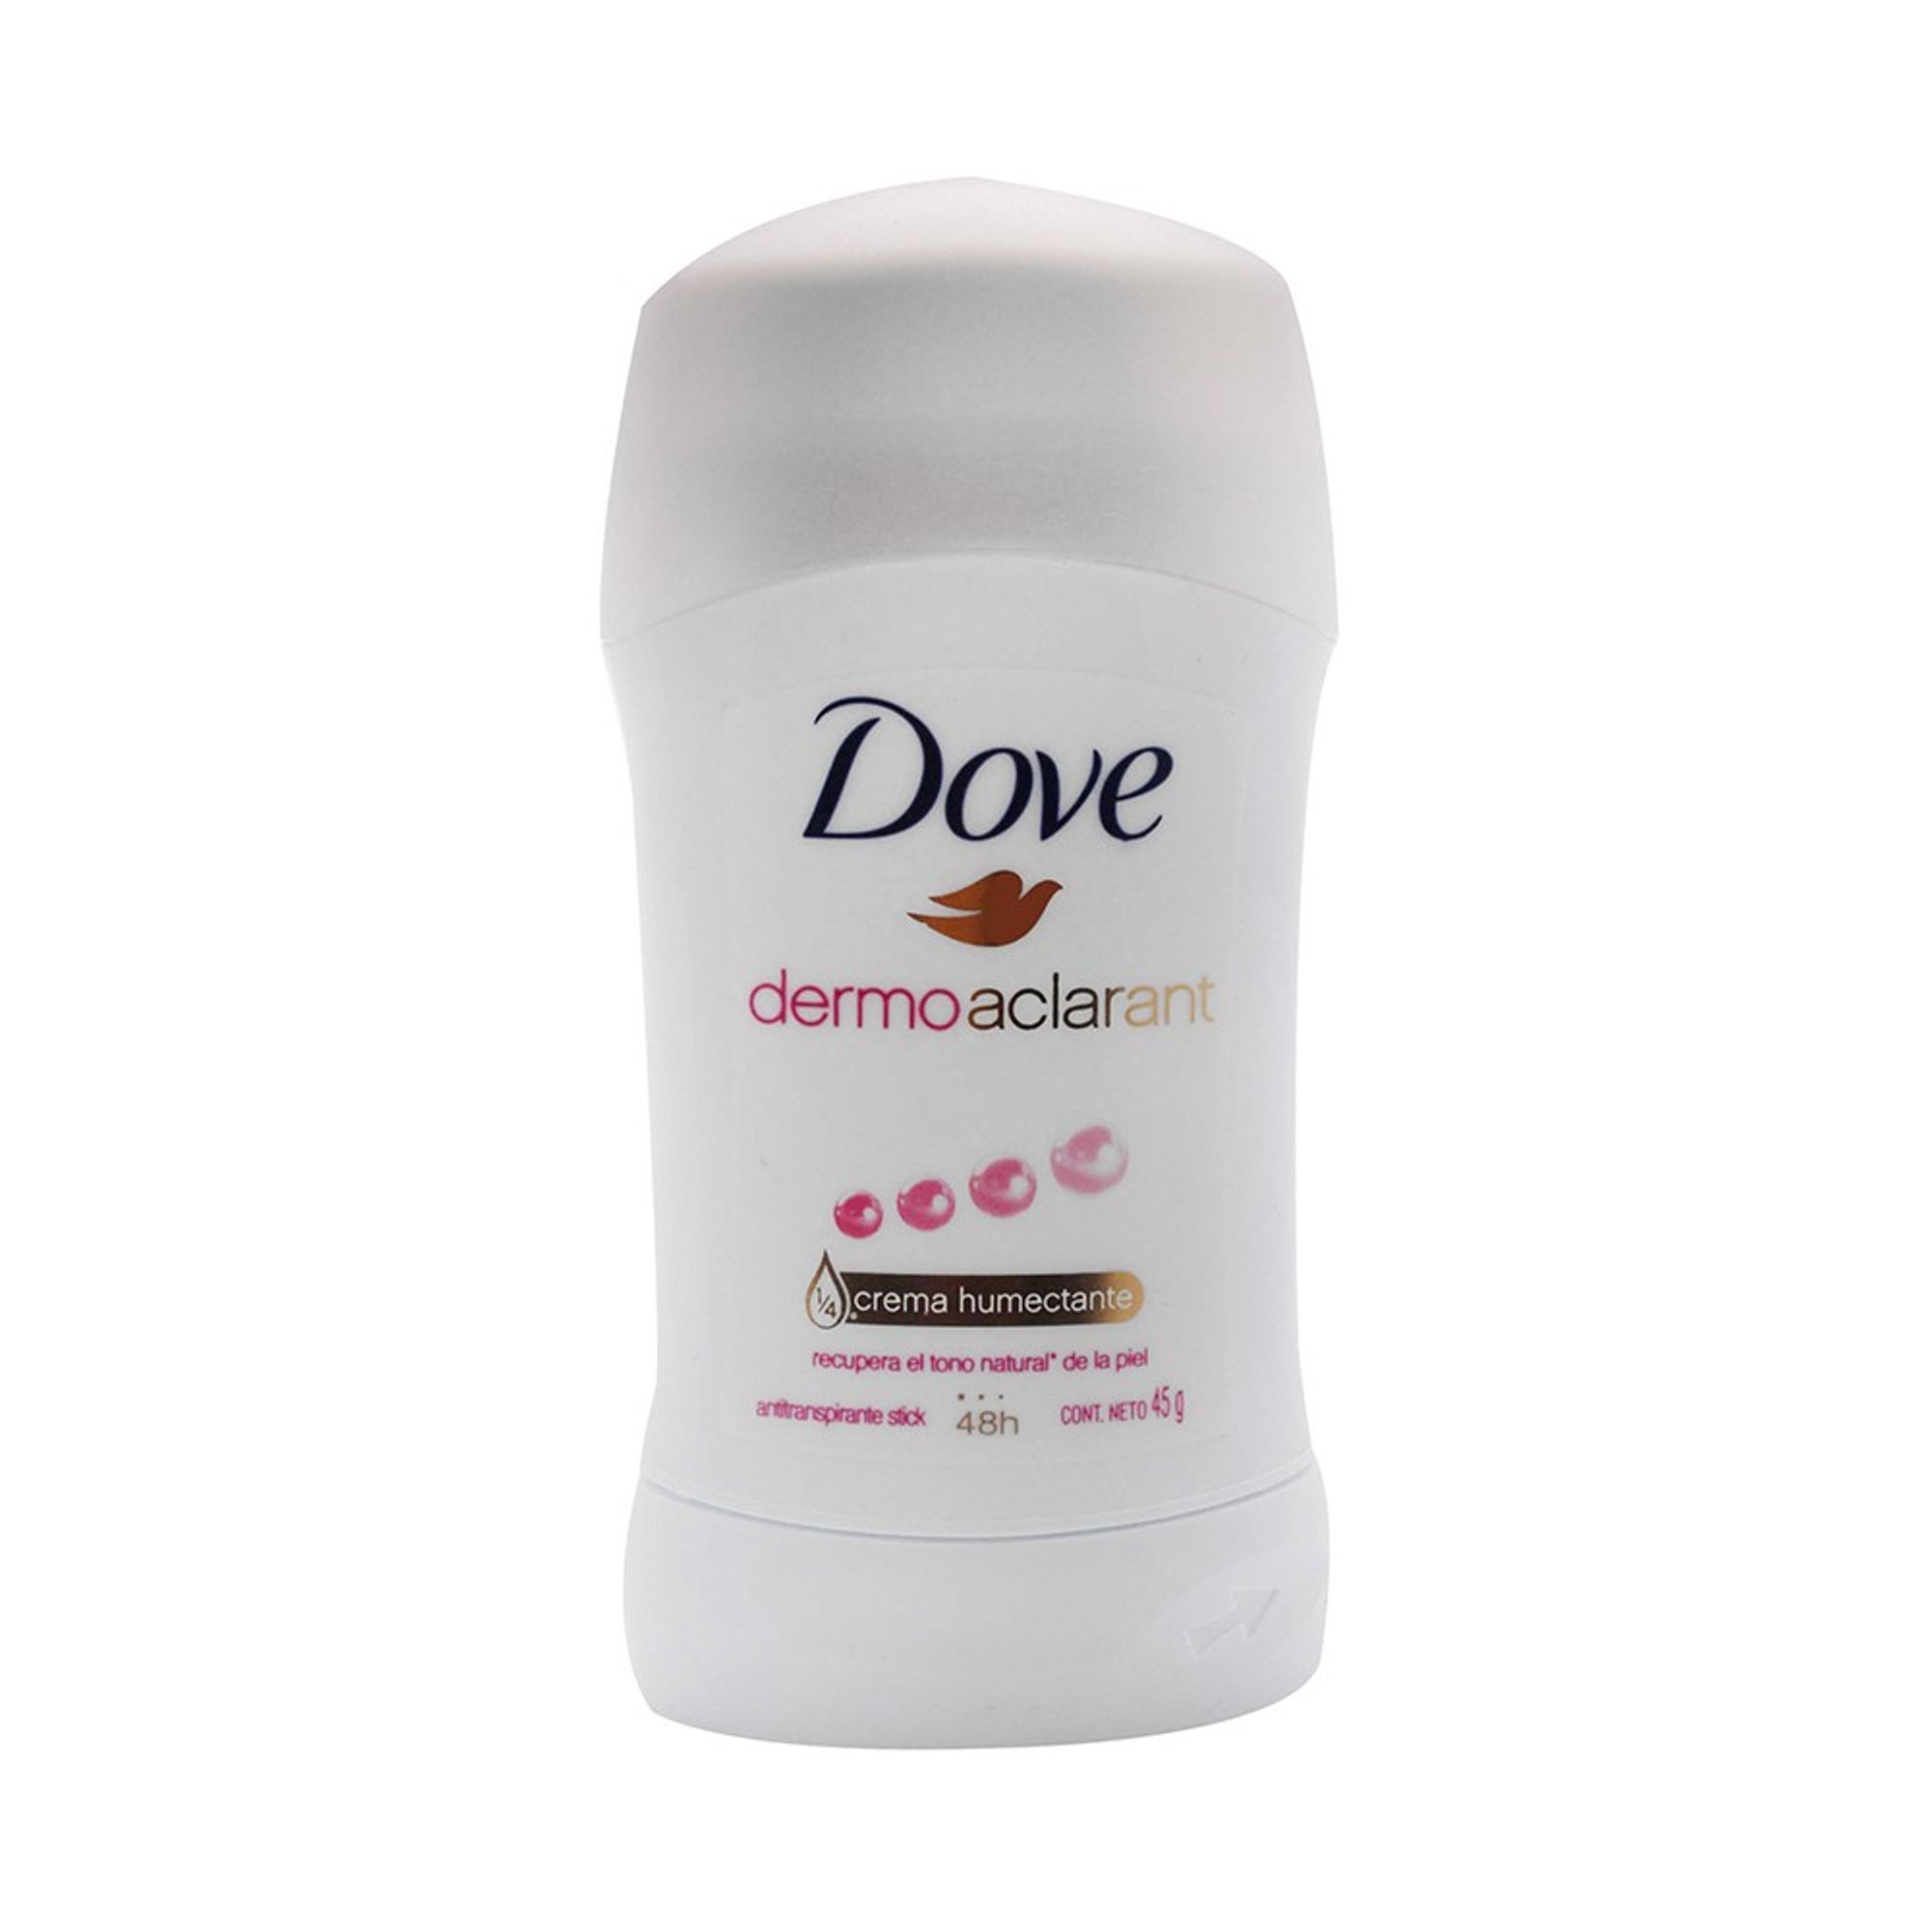 Dove
dermoaclarant
1/4 crema humectante
recupera el tono natural* de la piel
antitranspirante stick 48h CONT. NETO 45 g